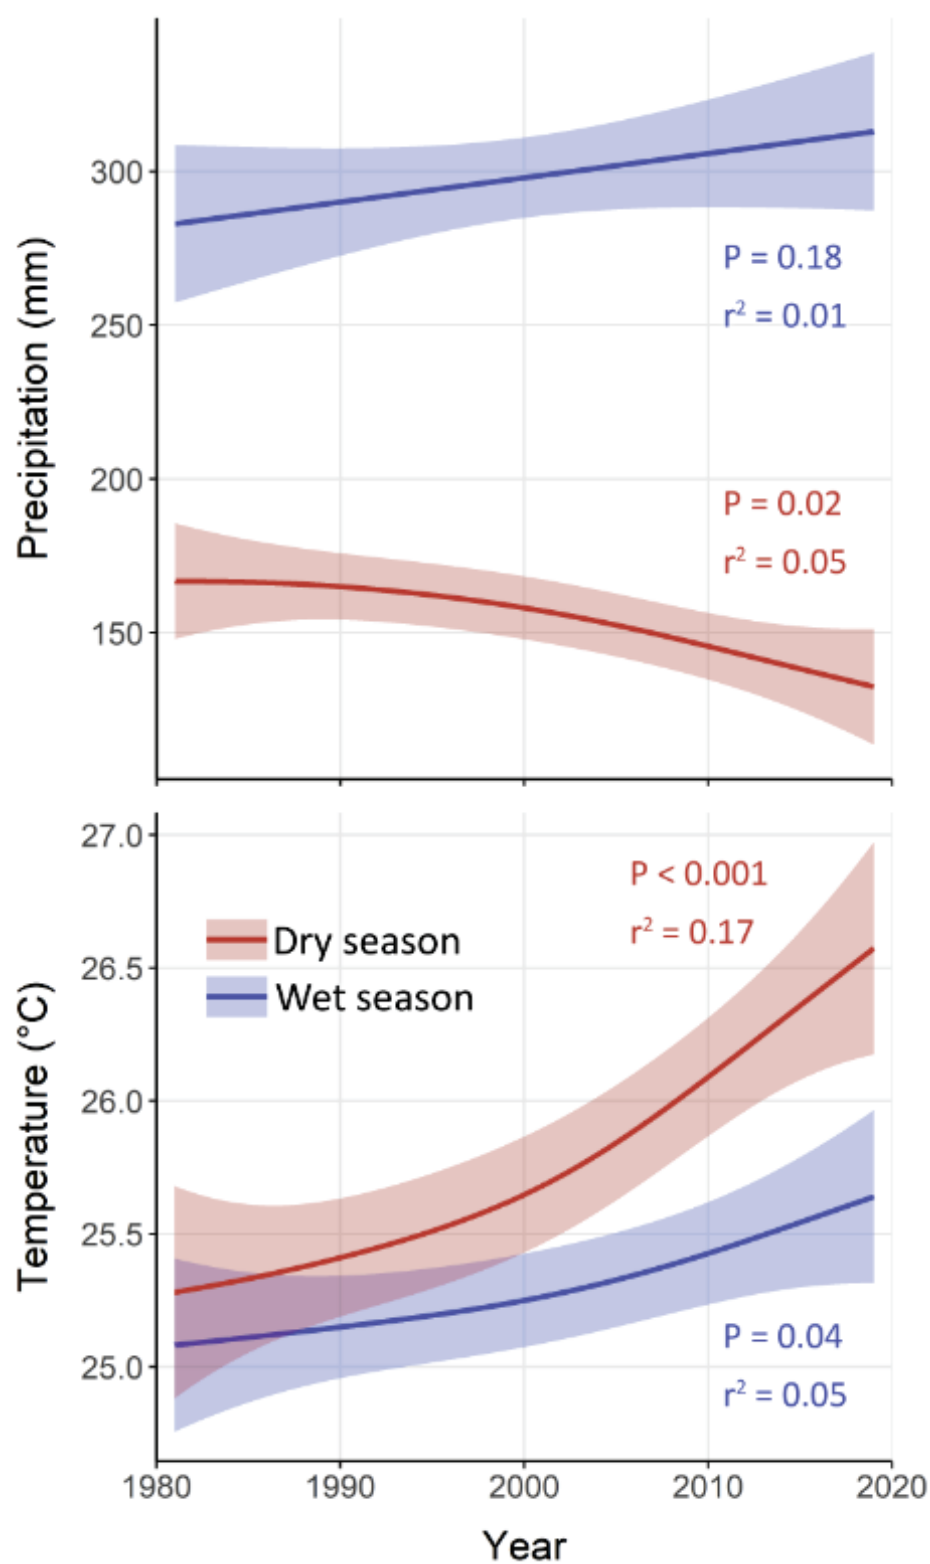 Precipitation (mm)
300
250
200
150
P = 0.18
r² = 0.01
P = 0.02
r² = 0.05
Temperature (°C)
27.0
26.5
26.0
25.5
25.0
P < 0.001
r² = 0.17
Dry season
Wet season
P = 0.04
r² = 0.05
1980 1990 2000 2010 2020
Year